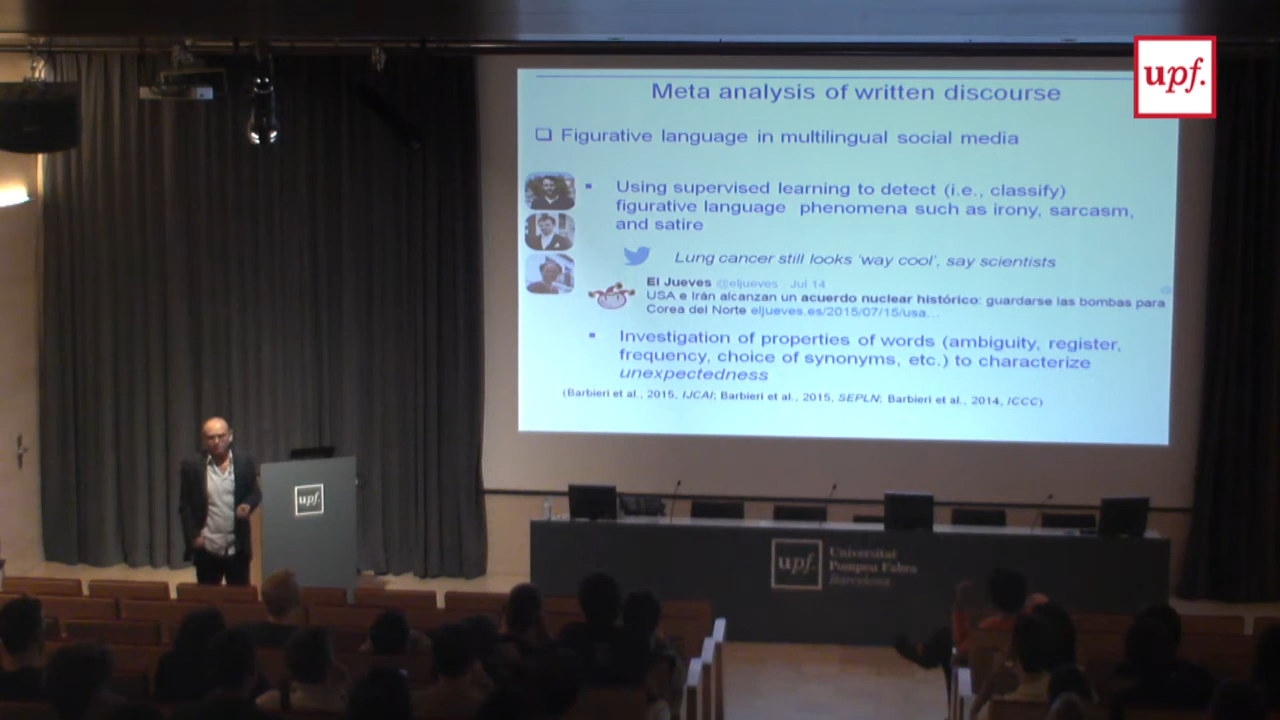 upf.
Meta analysis of written discourse
❑ Figurative language in multilingual social media
▪ Using supervised learning to detect (i.e., classify)
figurative language phenomena such as irony, sarcasm,
and satire
Lung cancer still looks 'way cool', say scientists
El Jueves @eljueves · Jul 14
USA e Irán alcanzan un acuerdo nuclear histórico: guardarse las bombas para
Corea del Norte eljueves.es/2015/07/15/usa...
▪ Investigation of properties of words (ambiguity, register,
frequency, choice of synonyms, etc.) to characterize
unexpectedness
(Barbieri et al., 2015, IJCAI; Barbieri et al., 2015, SEPLN; Barbieri et al., 2014, ICCC)
upf.
upf.
Universitat
Pompeu Fabra
Barcelona